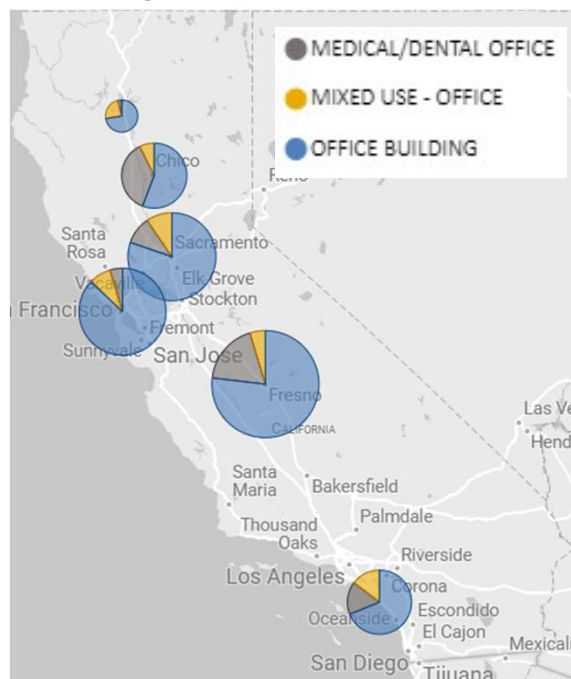 MEDICAL/DENTAL OFFICE
MIXED USE - OFFICE
OFFICE BUILDING
Chico
Santa
Rosa
Sacramento
Vacaville
Elk Grove
Stockton
Francisco
Fremont
Sunnyvale
San Jose
Fresno
CALIFORNIA
Las Ve
Hend
Santa
Maria
Bakersfield
Thousand
Oaks
Palmdale
Riverside
Los Angeles
Corona
Oceanside
Escondido
El Cajon
San Diego
Mexicali
Tijuana